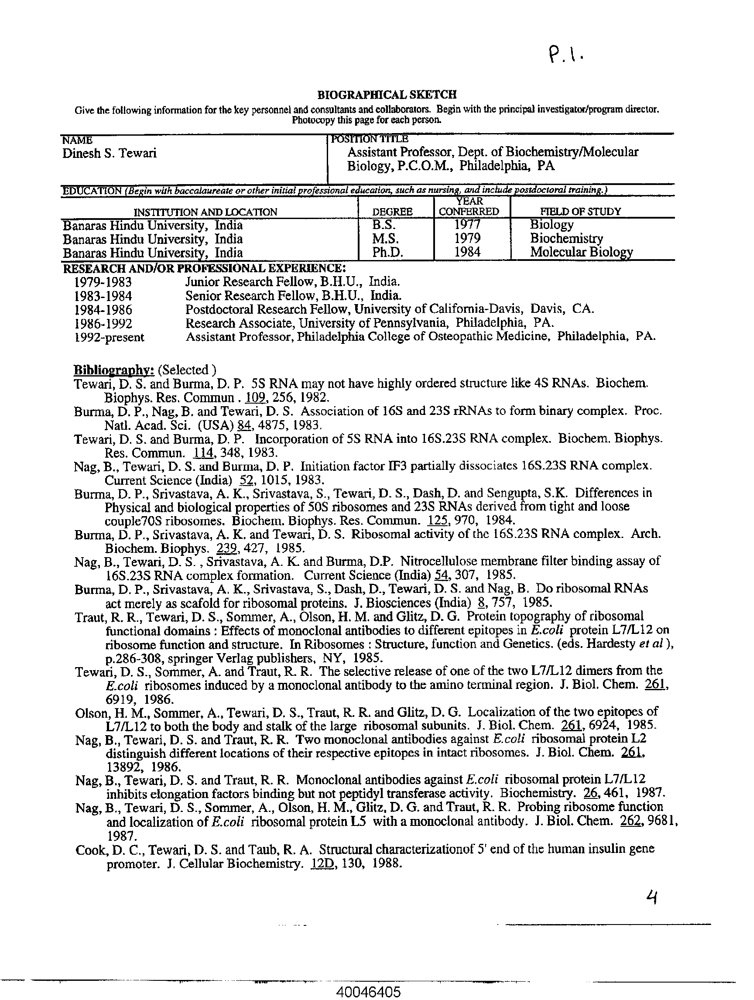 P.I.
BIOGRAPHICAL SKETCH
Give the following information for the key personnel and consultants and collaborators. Begin with the principal investigator/program director.
Photocopy this page for each person.
NAME
Dinesh S. Tewari
POSITION TITLE
Assistant Professor, Dept. of Biochemistry/Molecular
Biology, P.C.O.M., Philadelphia, PA
EDUCATION (Begin with baccalaureate or other initial professional education, such as nursing, and include postdoctoral training.)
INSTITUTION AND LOCATION DEGREE YEAR CONFERRED FIELD OF STUDY
Banaras Hindu University, India B.S. 1977 Biology
Banaras Hindu University, India M.S. 1979 Biochemistry
Banaras Hindu University, India Ph.D. 1984 Molecular Biology
RESEARCH AND/OR PROFESSIONAL EXPERIENCE:
1979-1983 Junior Research Fellow, B.H.U., India.
1983-1984 Senior Research Fellow, B.H.U., India.
1984-1986 Postdoctoral Research Fellow, University of California-Davis, Davis, CA.
1986-1992 Research Associate, University of Pennsylvania, Philadelphia, PA.
1992-present Assistant Professor, Philadelphia College of Osteopathic Medicine, Philadelphia, PA.
Bibliography: (Selected )
Tewari, D. S. and Burma, D. P. 5S RNA may not have highly ordered structure like 4S RNAs. Biochem.
Biophys. Res. Commun . 109, 256, 1982.
Burma, D. P., Nag, B. and Tewari, D. S. Association of 16S and 23S rRNAs to form binary complex. Proc.
Natl. Acad. Sci. (USA) 84, 4875, 1983.
Tewari, D. S. and Burma, D. P. Incorporation of 5S RNA into 16S.23S RNA complex. Biochem. Biophys.
Res. Commun. 114, 348, 1983.
Nag, B., Tewari, D. S. and Burma, D. P. Initiation factor IF3 partially dissociates 16S.23S RNA complex.
Current Science (India) 52, 1015, 1983.
Burma, D. P., Srivastava, A. K., Srivastava, S., Tewari, D. S., Dash, D. and Sengupta, S.K. Differences in
Physical and biological properties of 50S ribosomes and 23S RNAs derived from tight and loose
couple70S ribosomes. Biochem. Biophys. Res. Commun. 125, 970, 1984.
Burma, D. P., Srivastava, A. K. and Tewari, D. S. Ribosomal activity of the 16S.23S RNA complex. Arch.
Biochem. Biophys. 239, 427, 1985.
Nag, B., Tewari, D. S. , Srivastava, A. K. and Burma, D.P. Nitrocellulose membrane filter binding assay of
16S.23S RNA complex formation. Current Science (India) 54, 307, 1985.
Burma, D. P., Srivastava, A. K., Srivastava, S., Dash, D., Tewari, D. S. and Nag, B. Do ribosomal RNAs
act merely as scafold for ribosomal proteins. J. Biosciences (India) 8, 757, 1985.
Traut, R. R., Tewari, D. S., Sommer, A., Olson, H. M. and Glitz, D. G. Protein topography of ribosomal
functional domains : Effects of monoclonal antibodies to different epitopes in E.coli protein L7/L12 on
ribosome function and structure. In Ribosomes : Structure, function and Genetics. (eds. Hardesty et al ),
p.286-308, springer Verlag publishers, NY, 1985.
Tewari, D. S., Sommer, A. and Traut, R. R. The selective release of one of the two L7/L12 dimers from the
E.coli ribosomes induced by a monoclonal antibody to the amino terminal region. J. Biol. Chem. 261,
6919, 1986.
Olson, H. M., Sommer, A., Tewari, D. S., Traut, R. R. and Glitz, D. G. Localization of the two epitopes of
L7/L12 to both the body and stalk of the large ribosomal subunits. J. Biol. Chem. 261, 6924, 1985.
Nag, B., Tewari, D. S. and Traut, R. R. Two monoclonal antibodies against E.coli ribosomal protein L2
distinguish different locations of their respective epitopes in intact ribosomes. J. Biol. Chem. 261,
13892, 1986.
Nag, B., Tewari, D. S. and Traut, R. R. Monoclonal antibodies against E.coli ribosomal protein L7/L12
inhibits elongation factors binding but not peptidyl transferase activity. Biochemistry. 26, 461, 1987.
Nag, B., Tewari, D. S., Sommer, A., Olson, H. M., Glitz, D. G. and Traut, R. R. Probing ribosome function
and localization of E.coli ribosomal protein L5 with a monoclonal antibody. J. Biol. Chem. 262, 9681,
1987.
Cook, D. C., Tewari, D. S. and Taub, R. A. Structural characterizationof 5' end of the human insulin gene
promoter. J. Cellular Biochemistry. 12D, 130, 1988.
4
40046405